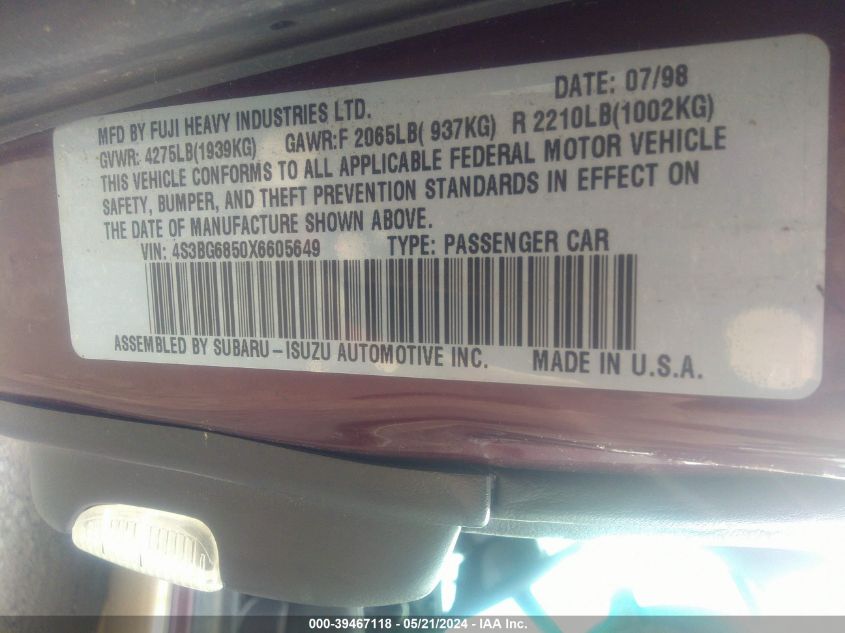 DATE: 07/98
MFD BY FUJI HEAVY INDUSTRIES LTD.
GVWR: 4275LB(1939KG) GAWR:F 2065LB( 937KG) R 2210LB(1002KG)
THIS VEHICLE CONFORMS TO ALL APPLICABLE FEDERAL MOTOR VEHICLE
SAFETY, BUMPER, AND THEFT PREVENTION STANDARDS IN EFFECT ON
THE DATE OF MANUFACTURE SHOWN ABOVE.
VIN: 4S3BG6850X6605649 TYPE: PASSENGER CAR
ASSEMBLED BY SUBARU-ISUZU AUTOMOTIVE INC. MADE IN U.S.A.
000-39467118 - 05/21/2024 - IAA Inc.